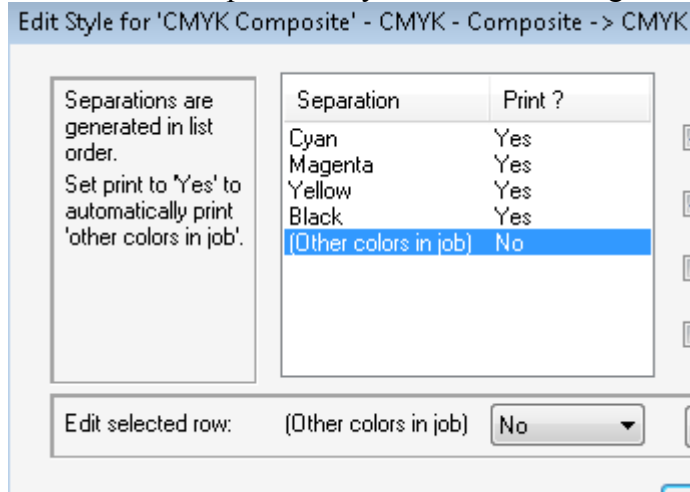 Edit Style for 'CMYK Composite' - CMYK - Composite -> CMYK
Separations are
generated in list
order.
Set print to 'Yes' to
automatically print
'other colors in job'.
Separation Print ?
Cyan Yes
Magenta Yes
Yellow Yes
Black Yes
(Other colors in job) No
Edit selected row: (Other colors in job) No